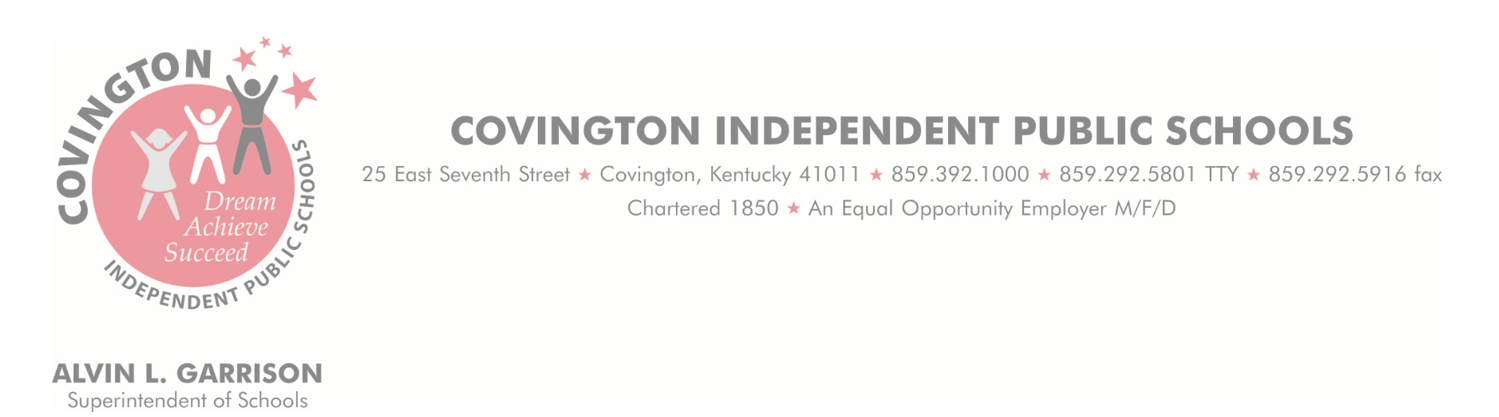 COVINGTON
INDEPENDENT PUBLIC SCHOOLS
Dream
Achieve
Succeed
COVINGTON INDEPENDENT PUBLIC SCHOOLS
25 East Seventh Street ★ Covington, Kentucky 41011 ★ 859.392.1000 ★ 859.292.5801 TTY ★ 859.292.5916 fax
Chartered 1850 ★ An Equal Opportunity Employer M/F/D
ALVIN L. GARRISON
Superintendent of Schools